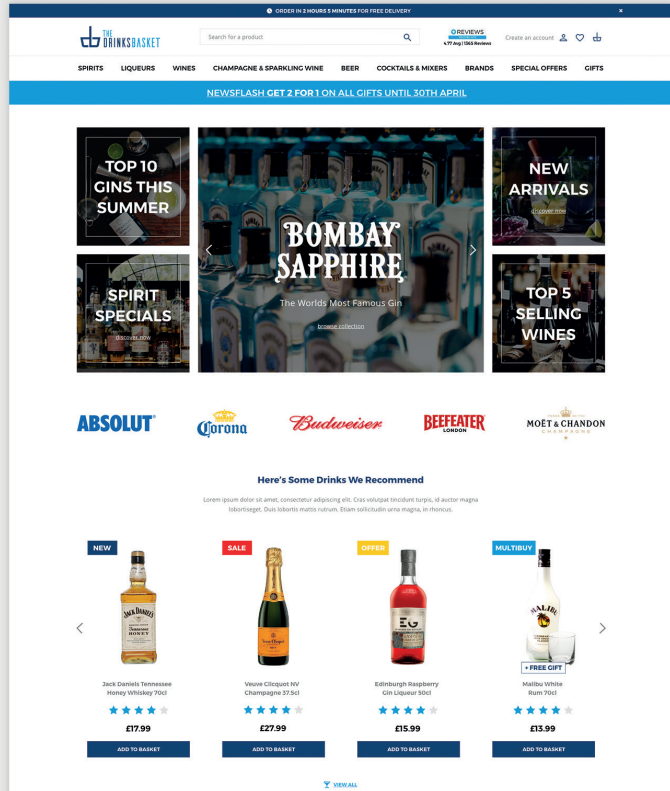 ORDER IN 2 HOURS 5 MINUTES FOR FREE DELIVERY
×
THE
DRINKSBASKET
Search for a product
REVIEWS
4.77 Avg | 1365 Reviews
Create an account
SPIRITS LIQUEURS WINES CHAMPAGNE & SPARKLING WINE BEER COCKTAILS & MIXERS BRANDS SPECIAL OFFERS GIFTS
NEWSFLASH GET 2 FOR 1 ON ALL GIFTS UNTIL 30TH APRIL
TOP 10
GINS THIS
SUMMER
SPIRIT
SPECIALS
discover now
BOMBAY
SAPPHIRE
The Worlds Most Famous Gin
browse collection
NEW
ARRIVALS
discover now
TOP 5
SELLING
WINES
ABSOLUT
Corona
Budweiser
BEEFEATER
LONDON
MOËT & CHANDON
CHAMPAGNE
Here's Some Drinks We Recommend
Lorem ipsum dolor sit amet, consectetur adipiscing elit. Cras volutpat tincidunt turpis, id auctor magna
lobortiseget. Duis lobortis mattis rutrum. Etiam sollicitudin urna magna, in rhoncus.
NEW
JACK DANIEL'S
Tennessee
HONEY
Jack Daniels Tennessee
Honey Whiskey 70cl
£17.99
ADD TO BASKET
SALE
Veuve Clicquot NV
Champagne 37.5cl
£27.99
ADD TO BASKET
OFFER
EG
Edinburgh Raspberry
Gin Liqueur 50cl
£15.99
ADD TO BASKET
MULTIBUY
MALIBU
+ FREE GIFT
Malibu White
Rum 70cl
£13.99
ADD TO BASKET
VIEW ALL